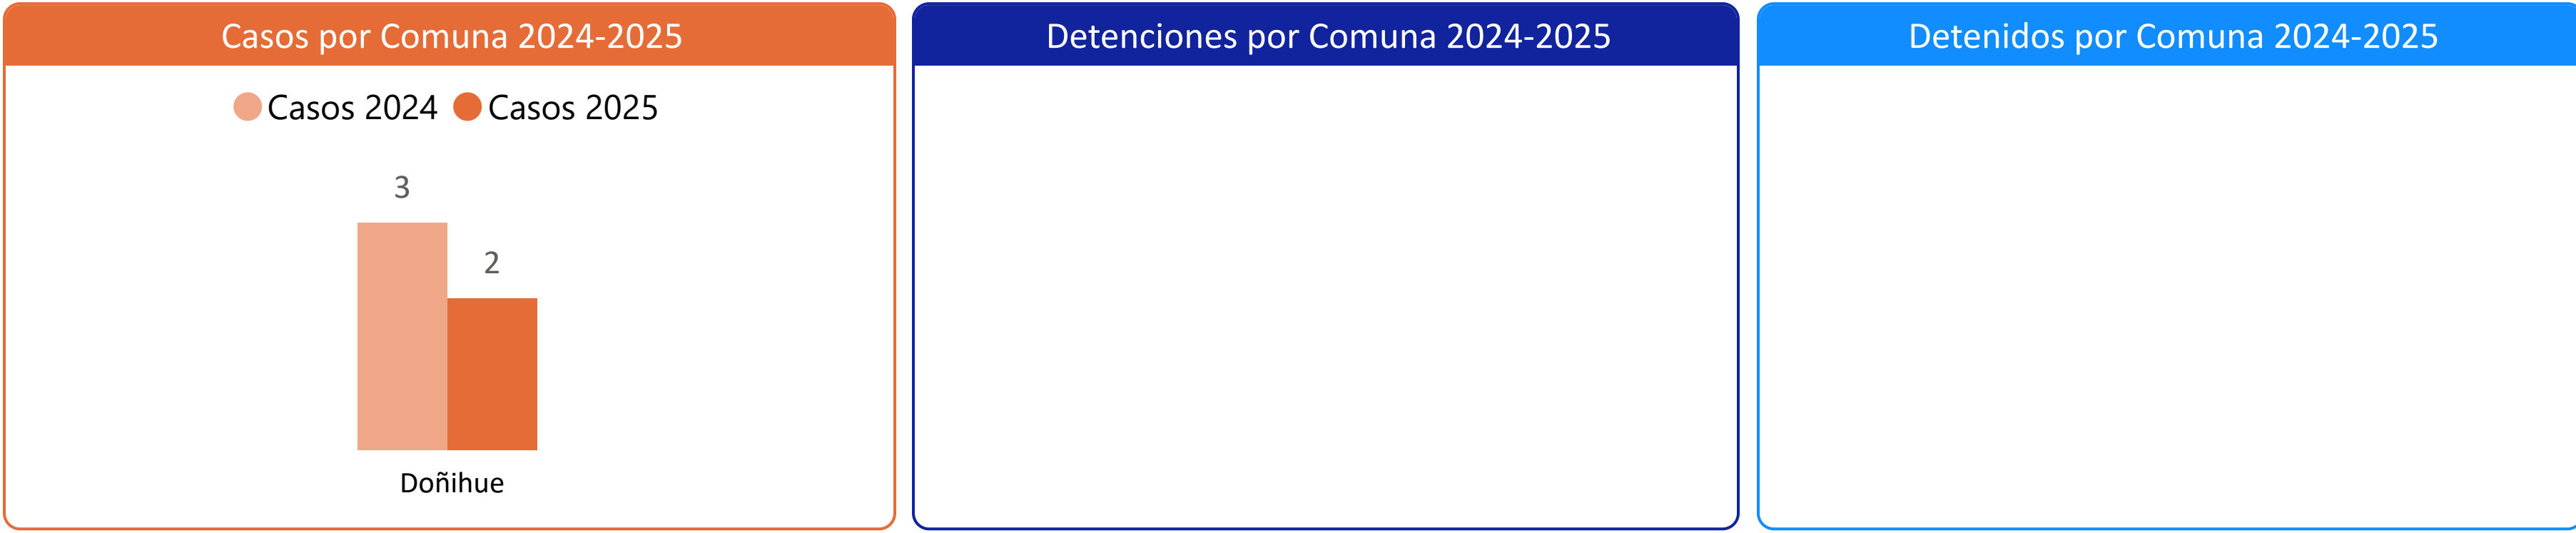 Casos por Comuna 2024-2025
Casos 2024 Casos 2025
3
2
Doñihue
Detenciones por Comuna 2024-2025
Detenidos por Comuna 2024-2025